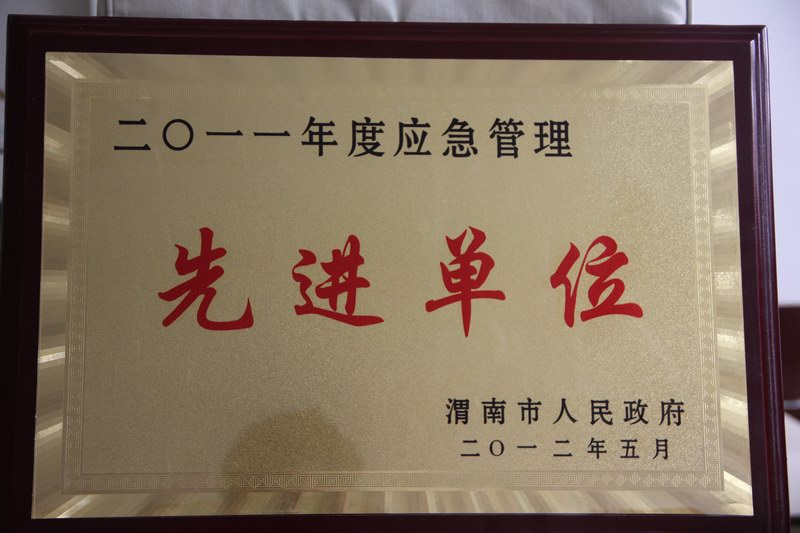 二〇一一年度应急管理
先进单位
渭南市人民政府
二〇一二年五月